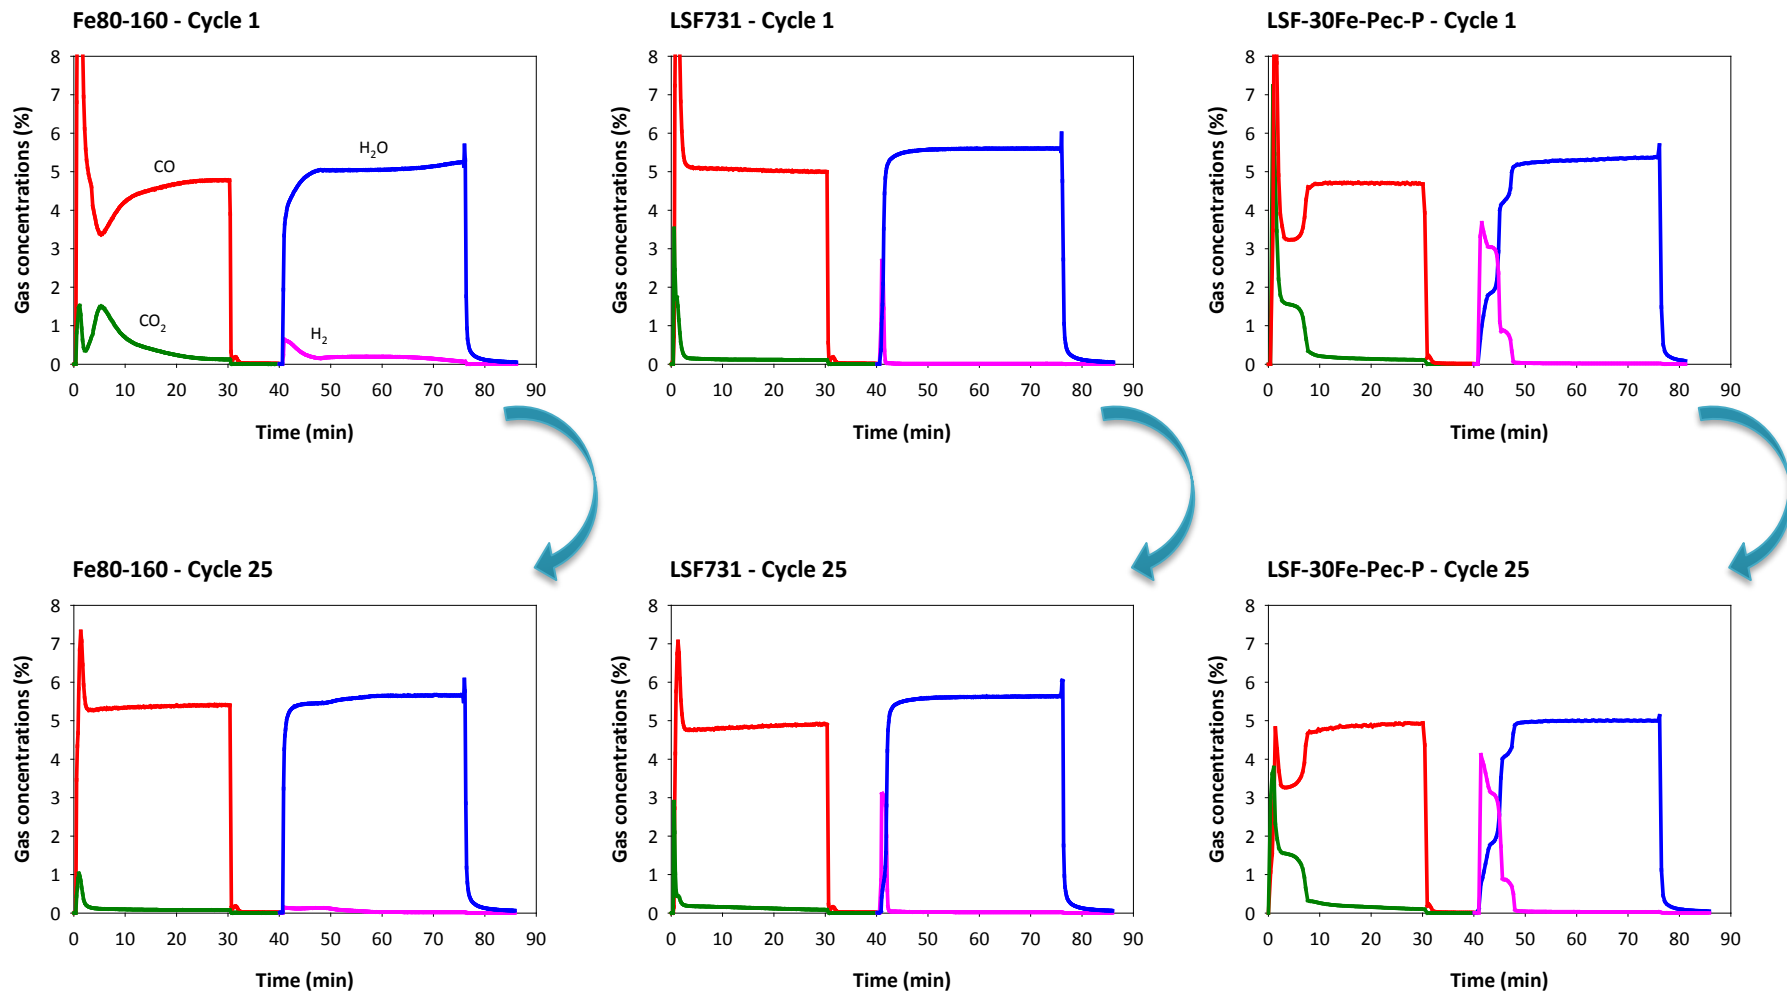 Fe80-160 - Cycle 1
LSF731 - Cycle 1
LSF-30Fe-Pec-P - Cycle 1
Gas concentrations (%)
8
7
6
5
4
3
2
1
0
CO
H₂O
CO₂
H₂
0 10 20 30 40 50 60 70 80 90
Time (min)
Gas concentrations (%)
8
7
6
5
4
3
2
1
0
0 10 20 30 40 50 60 70 80 90
Time (min)
Gas concentrations (%)
8
7
6
5
4
3
2
1
0
0 10 20 30 40 50 60 70 80 90
Time (min)
Fe80-160 - Cycle 25
LSF731 - Cycle 25
LSF-30Fe-Pec-P - Cycle 25
Gas concentrations (%)
8
7
6
5
4
3
2
1
0
0 10 20 30 40 50 60 70 80 90
Time (min)
Gas concentrations (%)
8
7
6
5
4
3
2
1
0
0 10 20 30 40 50 60 70 80 90
Time (min)
Gas concentrations (%)
8
7
6
5
4
3
2
1
0
0 10 20 30 40 50 60 70 80 90
Time (min)